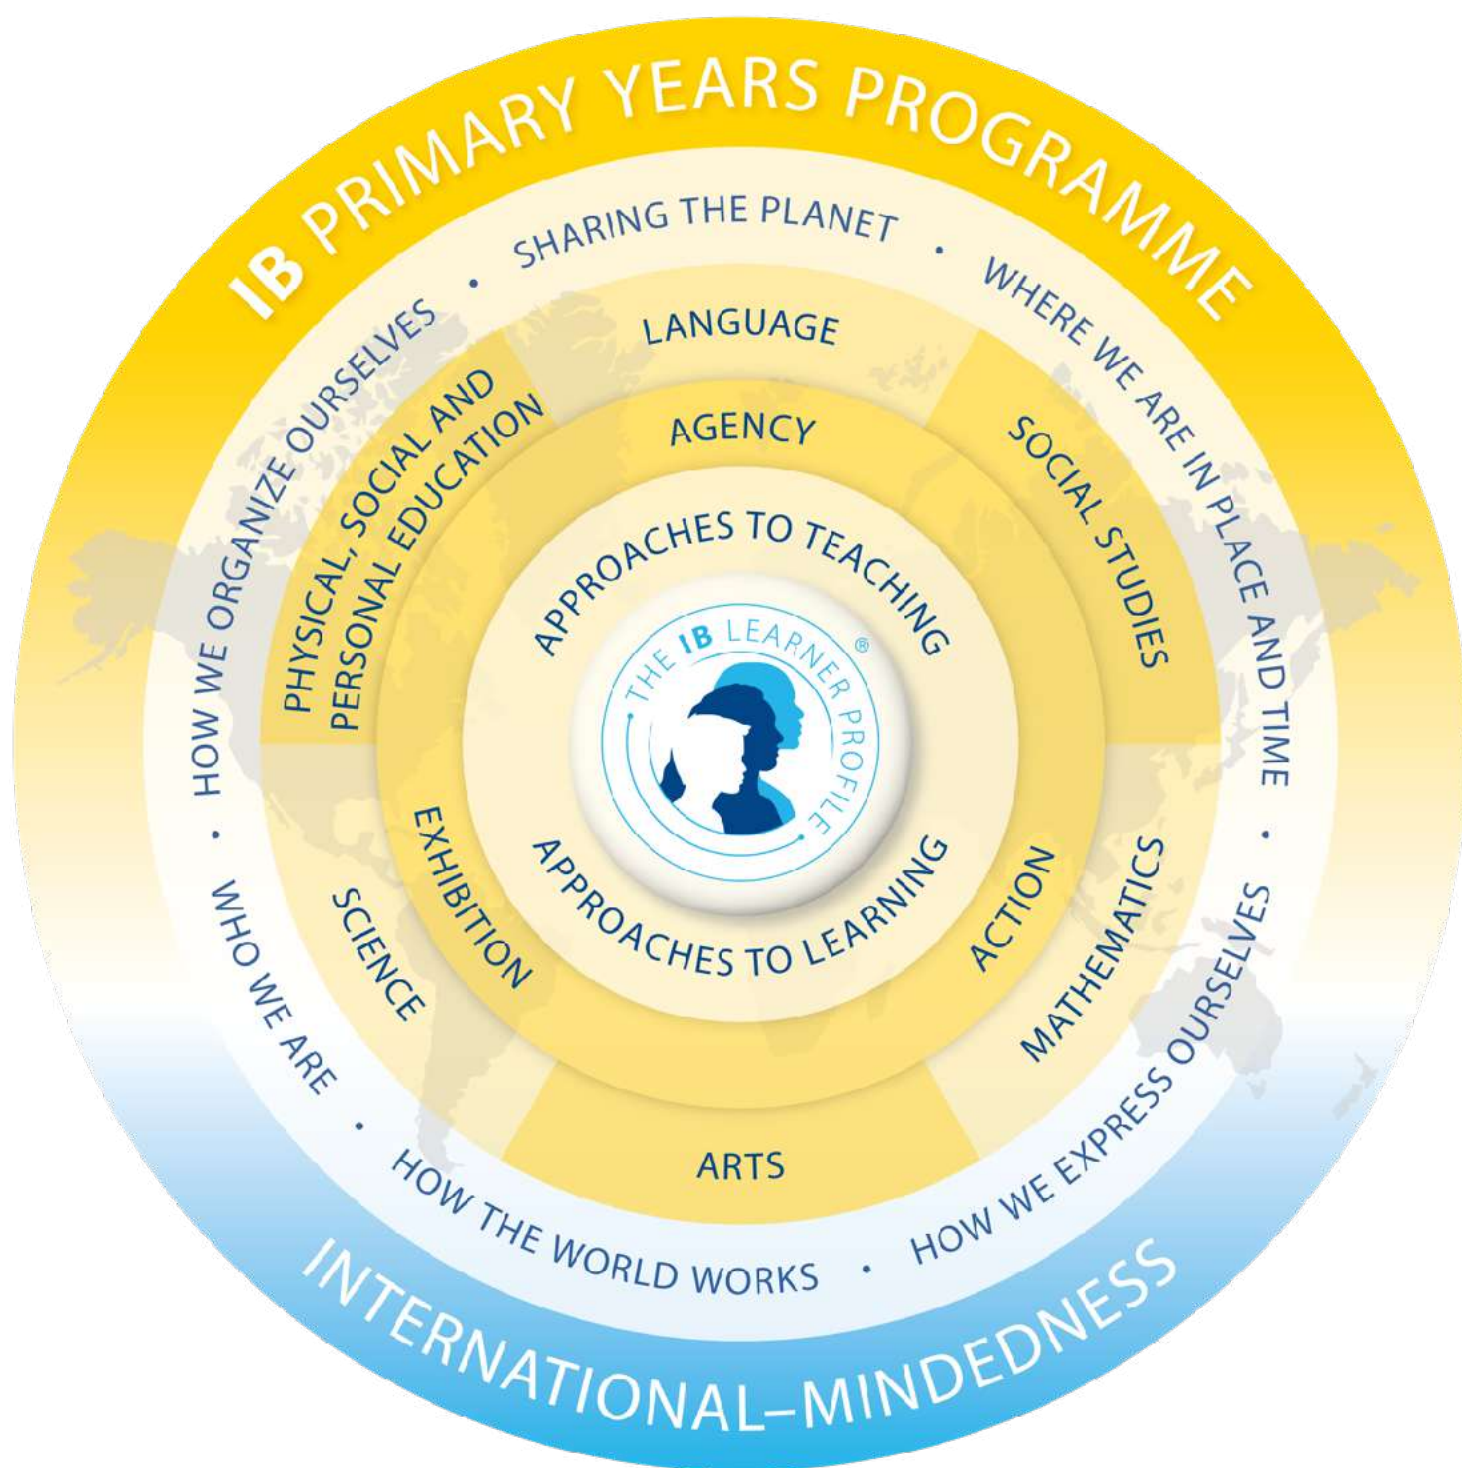 IB PRIMARY YEARS PROGRAMME
SHARING THE PLANET
•
WHERE WE ARE IN PLACE AND TIME
•
HOW WE EXPRESS OURSELVES
•
HOW THE WORLD WORKS
•
WHO WE ARE
•
HOW WE ORGANIZE OURSELVES
•
LANGUAGE
SOCIAL STUDIES
MATHEMATICS
ARTS
SCIENCE
PHYSICAL, SOCIAL AND
PERSONAL EDUCATION
AGENCY
ACTION
EXHIBITION
APPROACHES TO TEACHING
APPROACHES TO LEARNING
THE IB LEARNER PROFILE ®
INTERNATIONAL–MINDEDNESS